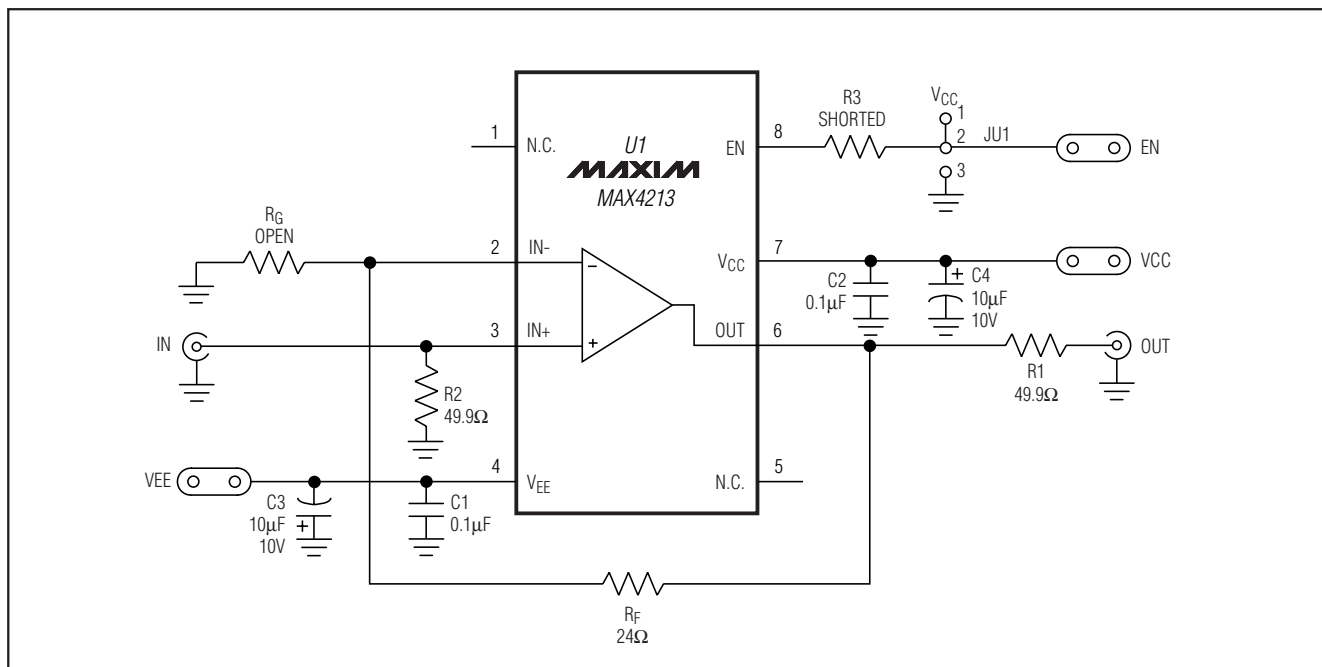 R3
SHORTED
VCC
1
2
3
JU1
EN
1
N.C.
U1
MAXIM
MAX4213
EN
8
RG
OPEN
2
IN-
−
VCC
7
C2
0.1µF
+
C4
10µF
10V
VCC
IN
3
IN+
+
OUT
6
OUT
R2
49.9Ω
R1
49.9Ω
VEE
4
VEE
N.C.
5
C3
10µF
+
10V
C1
0.1µF
RF
24Ω